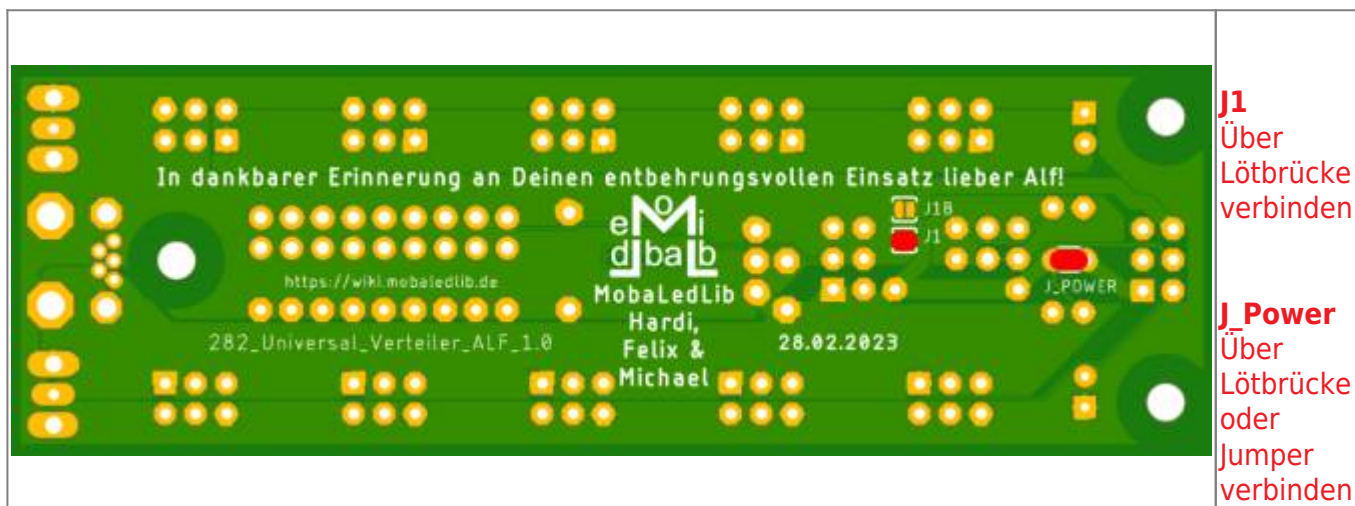 In dankbarer Erinnerung an Deinen entbehrungsvollen Einsatz lieber Alf!
J1B
J1
e o i
d ba b
https://wiki.mobaledlib.de
J_POWER
MobaLedLib
Hardi,
Felix &
Michael
282_Universal_Verteiler_ALF_1.0
28.02.2023
J1
Über
Lötbrücke
verbinden
J_Power
Über
Lötbrücke
oder
Jumper
verbinden